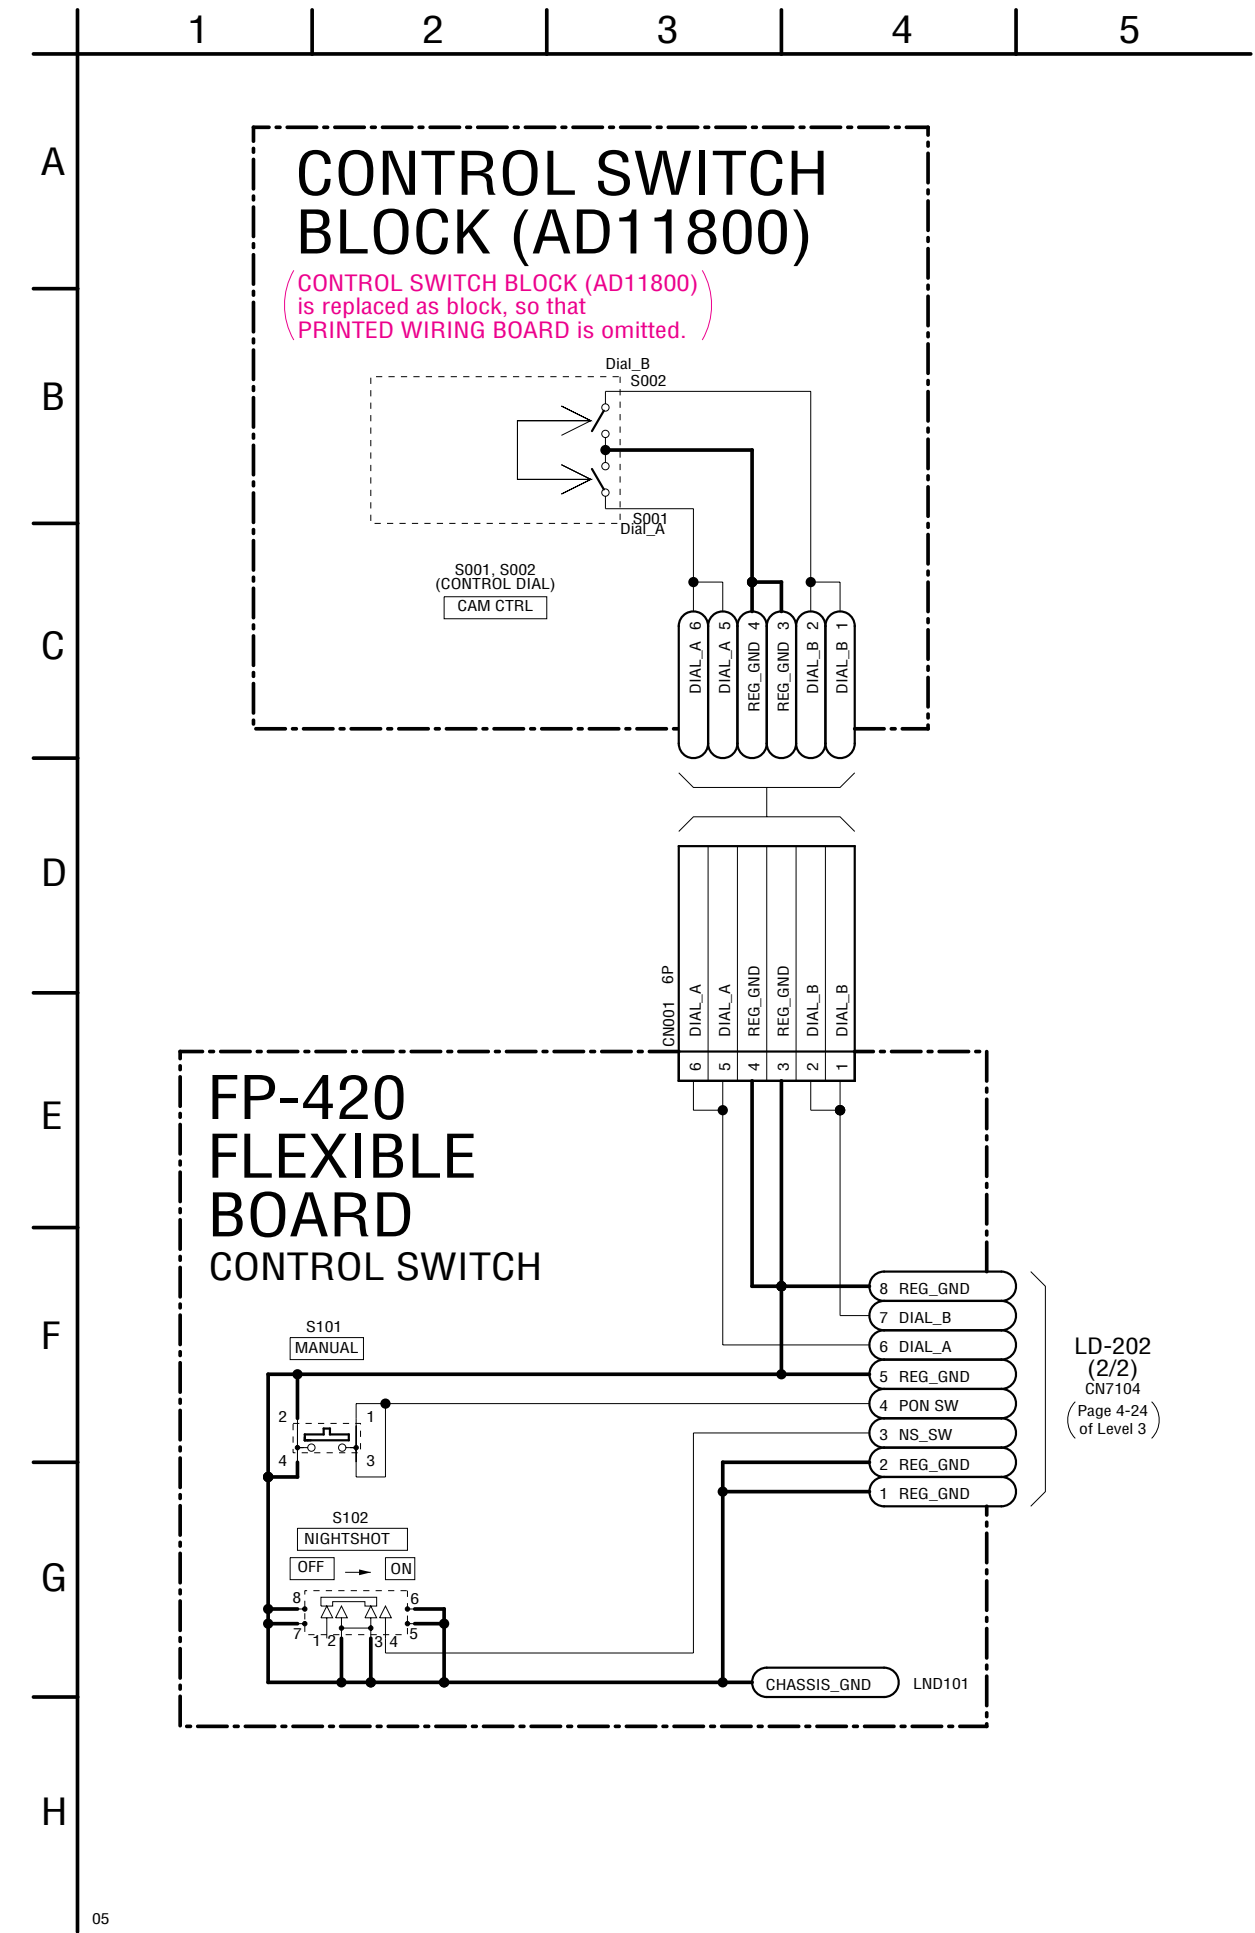 1 2 3 4 5
A
B
C
D
E
F
G
H
CONTROL SWITCH
BLOCK (AD11800)
CONTROL SWITCH BLOCK (AD11800)
is replaced as block, so that
PRINTED WIRING BOARD is omitted.
Dial_B
S002
S001
Dial_A
S001, S002
(CONTROL DIAL)
CAM CTRL
DIAL_A 6
DIAL_A 5
REG_GND 4
REG_GND 3
DIAL_B 2
DIAL_B 1
CN001 6P
6 DIAL_A
5 DIAL_A
4 REG_GND
3 REG_GND
2 DIAL_B
1 DIAL_B
FP-420
FLEXIBLE
BOARD
CONTROL SWITCH
8 REG_GND
7 DIAL_B
6 DIAL_A
5 REG_GND
4 PON SW
3 NS_SW
2 REG_GND
1 REG_GND
LD-202
(2/2)
CN7104
(Page 4-24
of Level 3)
S101
MANUAL
2 1
4 3
S102
NIGHTSHOT
OFF → ON
8 6
7 1 2 3 4 5
CHASSIS_GND LND101
05